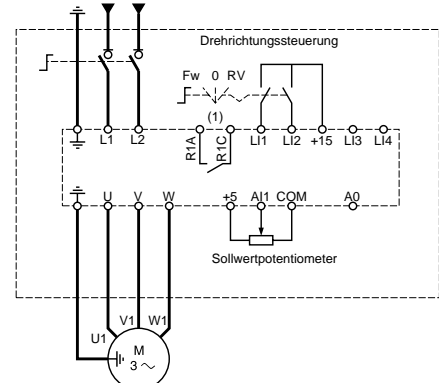 Drehrichtungssteuerung
Fw 0 RV
(1)
L1 L2 R1A R1C LI1 LI2 +15 LI3 LI4
U V W +5 AI1 COM A0
Sollwertpotentiometer
U1 V1 W1
M
3 ~